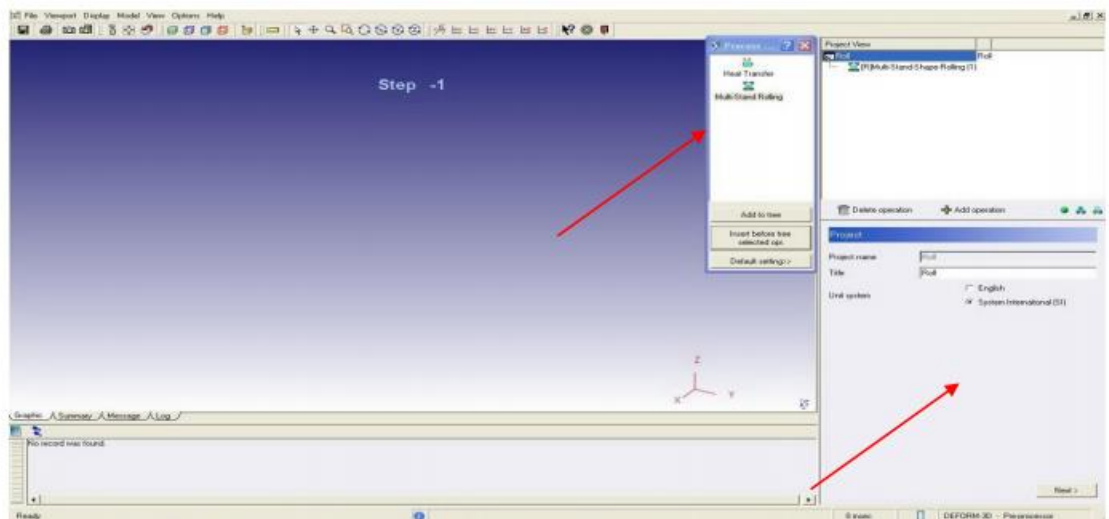 File Viewport Display Model View Options Help
Step -1
Process ...
Heat Transfer
Multi-Stand Rolling
Add to tree
Insert before tree
selected opr.
Default setting>>
Project View
Roll Roll
[R]Multi-Stand-Shape-Rolling (1)
Delete operation Add operation
Project
Project name Roll
Title Roll
Unit system
English
System International (SI)
Z
X Y
Graphic Summary Message Log
No record was found.
Next >
Ready
DEFORM-3D - Pre-processor